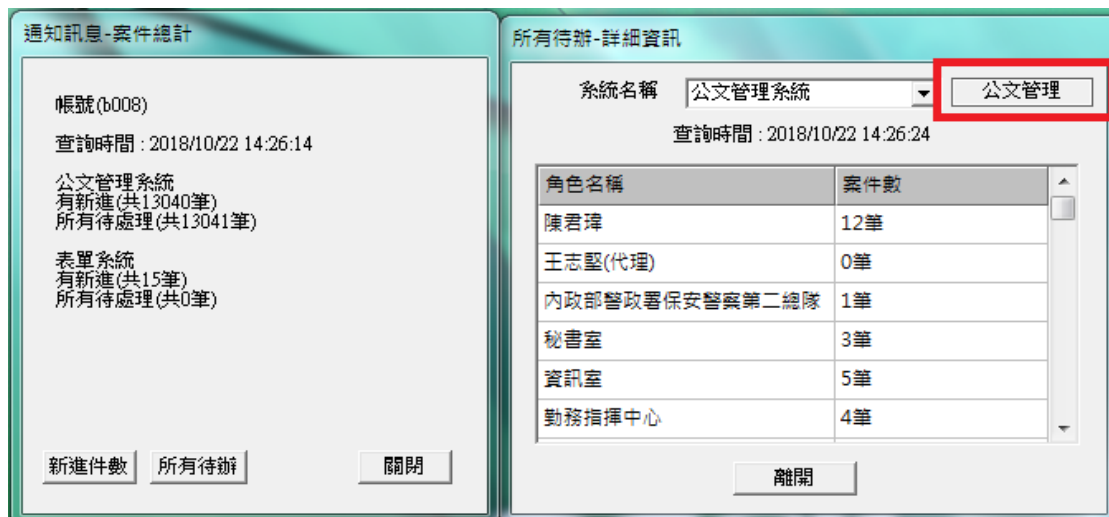 通知訊息-案件總計
帳號(b008)
查詢時間 : 2018/10/22 14:26:14
公文管理系統
有新進(共13040筆)
所有待處理(共13041筆)
表單系統
有新進(共15筆)
所有待處理(共0筆)
新進件數 所有待辦 關閉
所有待辦-詳細資訊
系統名稱 公文管理系統 公文管理
查詢時間 : 2018/10/22 14:26:24
角色名稱 案件數
陳君瑋 12筆
王志堅(代理) 0筆
內政部警政署保安警察第二總隊 1筆
秘書室 3筆
資訊室 5筆
勤務指揮中心 4筆
離開